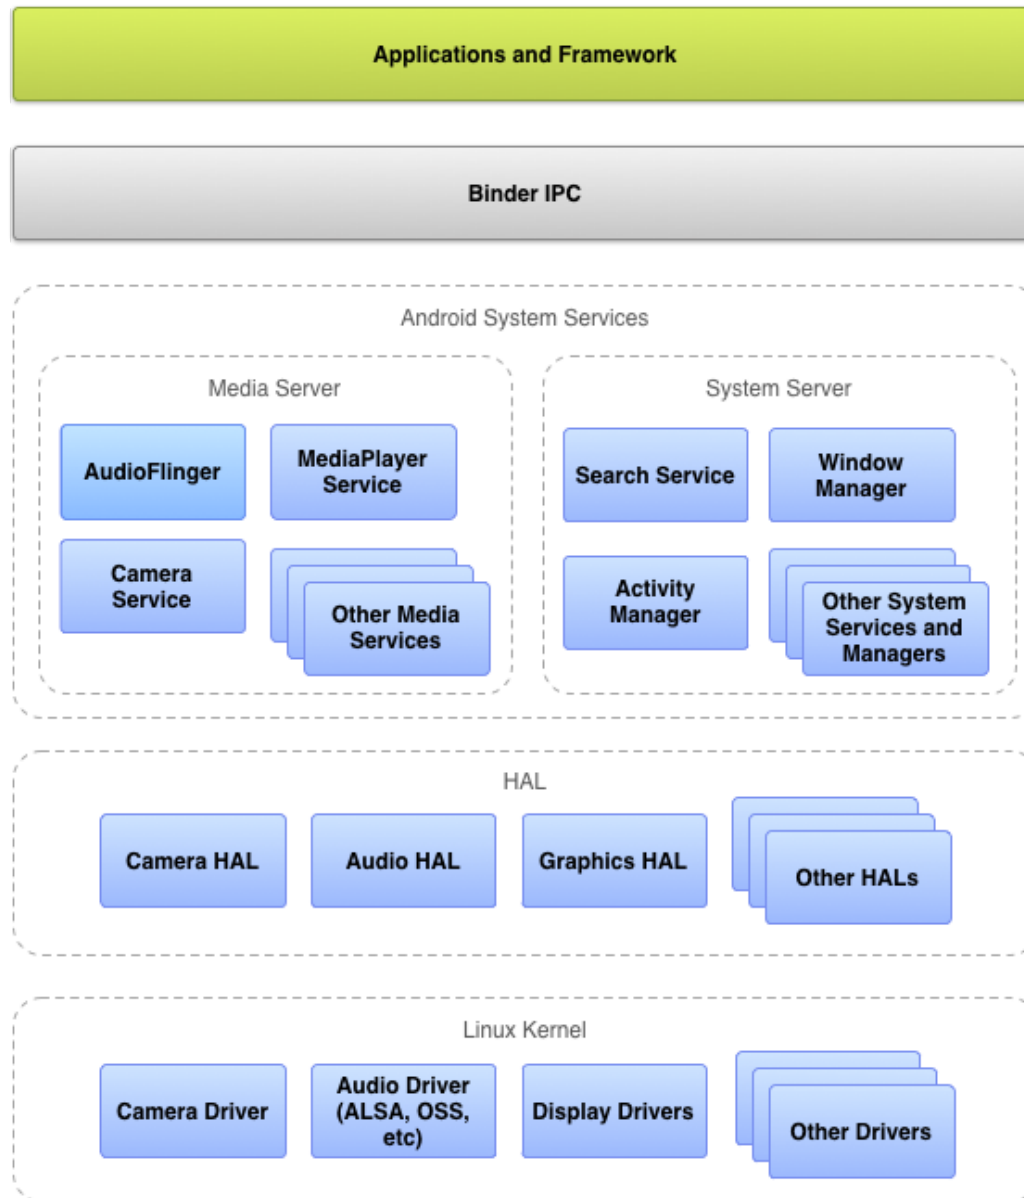 Applications and Framework
Binder IPC
Android System Services
Media Server
AudioFlinger
MediaPlayer
Service
Camera
Service
Other Media
Services
System Server
Search Service
Window
Manager
Activity
Manager
Other System
Services and
Managers
HAL
Camera HAL
Audio HAL
Graphics HAL
Other HALs
Linux Kernel
Camera Driver
Audio Driver
(ALSA, OSS,
etc)
Display Drivers
Other Drivers